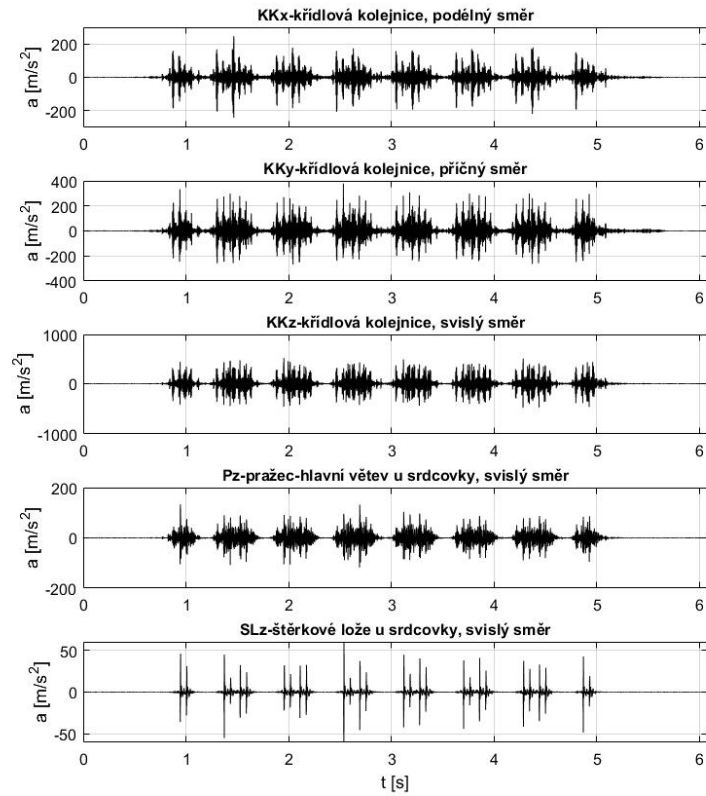 KKx-křídlová kolejnice, podélný směr
a [m/s²]
200
0
-200
0 1 2 3 4 5 6
KKy-křídlová kolejnice, příčný směr
a [m/s²]
400
200
0
-200
-400
0 1 2 3 4 5 6
KKz-křídlová kolejnice, svislý směr
a [m/s²]
1000
0
-1000
0 1 2 3 4 5 6
Pz-pražec-hlavní větev u srdcovky, svislý směr
a [m/s²]
200
0
-200
0 1 2 3 4 5 6
SLz-štěrkové lože u srdcovky, svislý směr
a [m/s²]
50
0
-50
0 1 2 3 4 5 6
t [s]